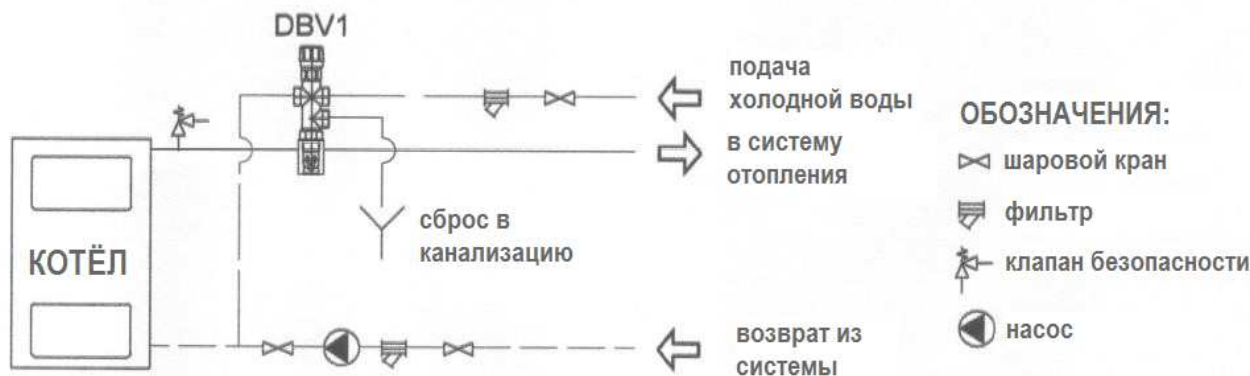 DBV1
подача
холодной воды
в систему
отопления
сброс в
канализацию
КОТЁЛ
возврат из
системы
ОБОЗНАЧЕНИЯ:
шаровой кран
фильтр
клапан безопасности
насос